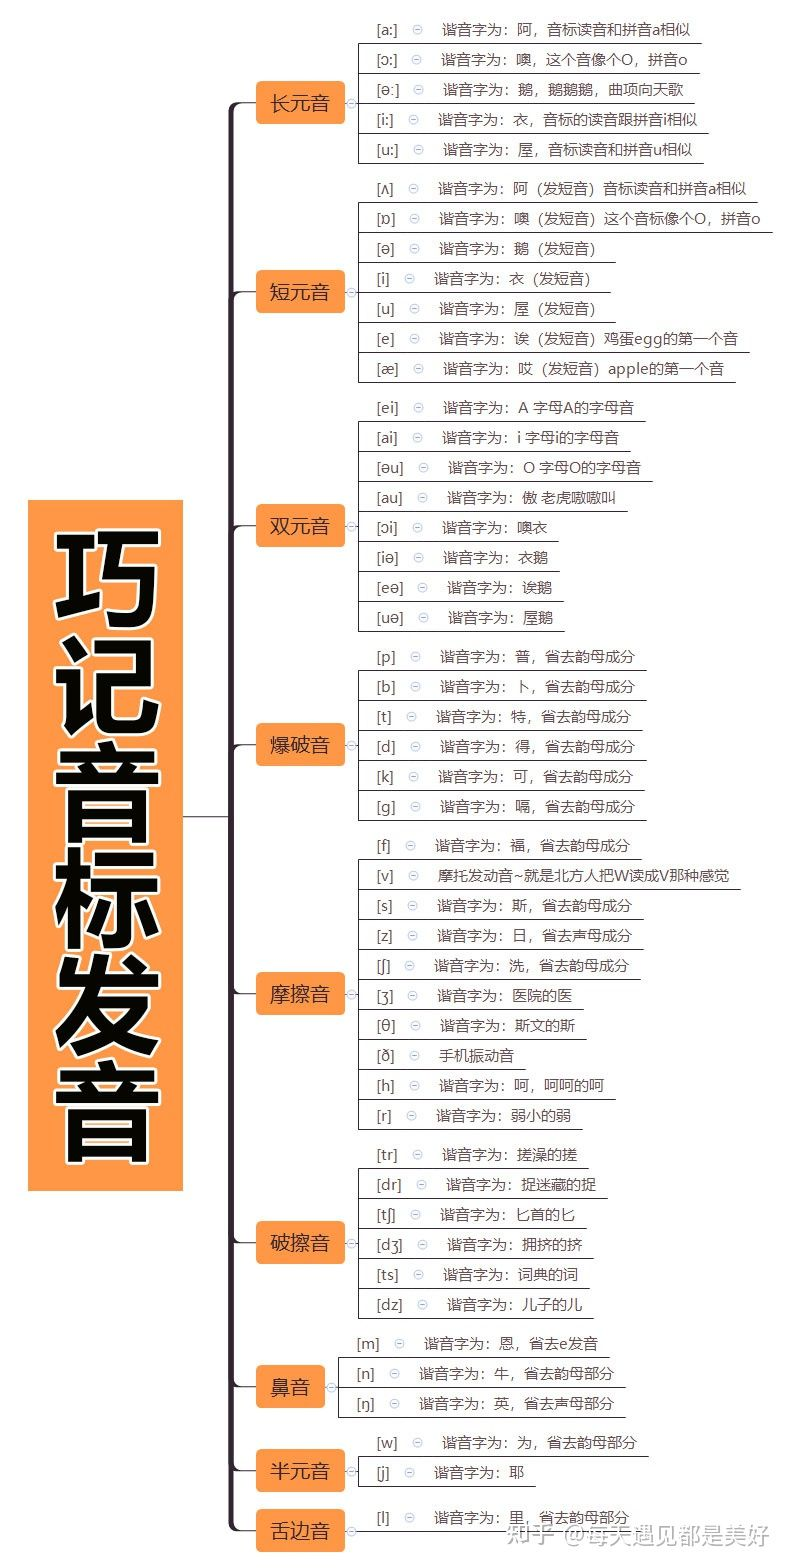 巧记音标发音
长元音
[a:] 谐音字为：阿，音标读音和拼音a相似
[ɔ:] 谐音字为：噢，这个音像个O，拼音o
[ə:] 谐音字为：鹅，鹅鹅鹅，曲项向天歌
[i:] 谐音字为：衣，音标的读音跟拼音i相似
[u:] 谐音字为：屋，音标读音和拼音u相似
短元音
[ʌ] 谐音字为：阿（发短音）音标读音和拼音a相似
[ɒ] 谐音字为：噢（发短音）这个音标像个O，拼音o
[ə] 谐音字为：鹅（发短音）
[i] 谐音字为：衣（发短音）
[u] 谐音字为：屋（发短音）
[e] 谐音字为：诶（发短音）鸡蛋egg的第一个音
[æ] 谐音字为：哎（发短音）apple的第一个音
双元音
[ei] 谐音字为：A 字母A的字母音
[ai] 谐音字为：i 字母i的字母音
[əu] 谐音字为：O 字母O的字母音
[au] 谐音字为：傲 老虎嗷嗷叫
[ɔi] 谐音字为：噢衣
[iə] 谐音字为：衣鹅
[eə] 谐音字为：诶鹅
[uə] 谐音字为：屋鹅
爆破音
[p] 谐音字为：普，省去韵母成分
[b] 谐音字为：卜，省去韵母成分
[t] 谐音字为：特，省去韵母成分
[d] 谐音字为：得，省去韵母成分
[k] 谐音字为：可，省去韵母成分
[g] 谐音字为：嗝，省去韵母成分
摩擦音
[f] 谐音字为：福，省去韵母成分
[v] 摩托发动音~就是北方人把W读成V那种感觉
[s] 谐音字为：斯，省去韵母成分
[z] 谐音字为：日，省去声母成分
[ʃ] 谐音字为：洗，省去韵母成分
[ʒ] 谐音字为：医院的医
[θ] 谐音字为：斯文的斯
[ð] 手机振动音
[h] 谐音字为：呵，呵呵的呵
[r] 谐音字为：弱小的弱
破擦音
[tr] 谐音字为：搓澡的搓
[dr] 谐音字为：捉迷藏的捉
[tʃ] 谐音字为：匕首的匕
[dʒ] 谐音字为：拥挤的挤
[ts] 谐音字为：词典的词
[dz] 谐音字为：儿子的儿
鼻音
[m] 谐音字为：恩，省去e发音
[n] 谐音字为：牛，省去韵母部分
[ŋ] 谐音字为：英，省去声母部分
半元音
[w] 谐音字为：为，省去韵母部分
[j] 谐音字为：耶
舌边音
[l] 谐音字为：里，省去韵母部分
知乎 @每天遇见都是美好